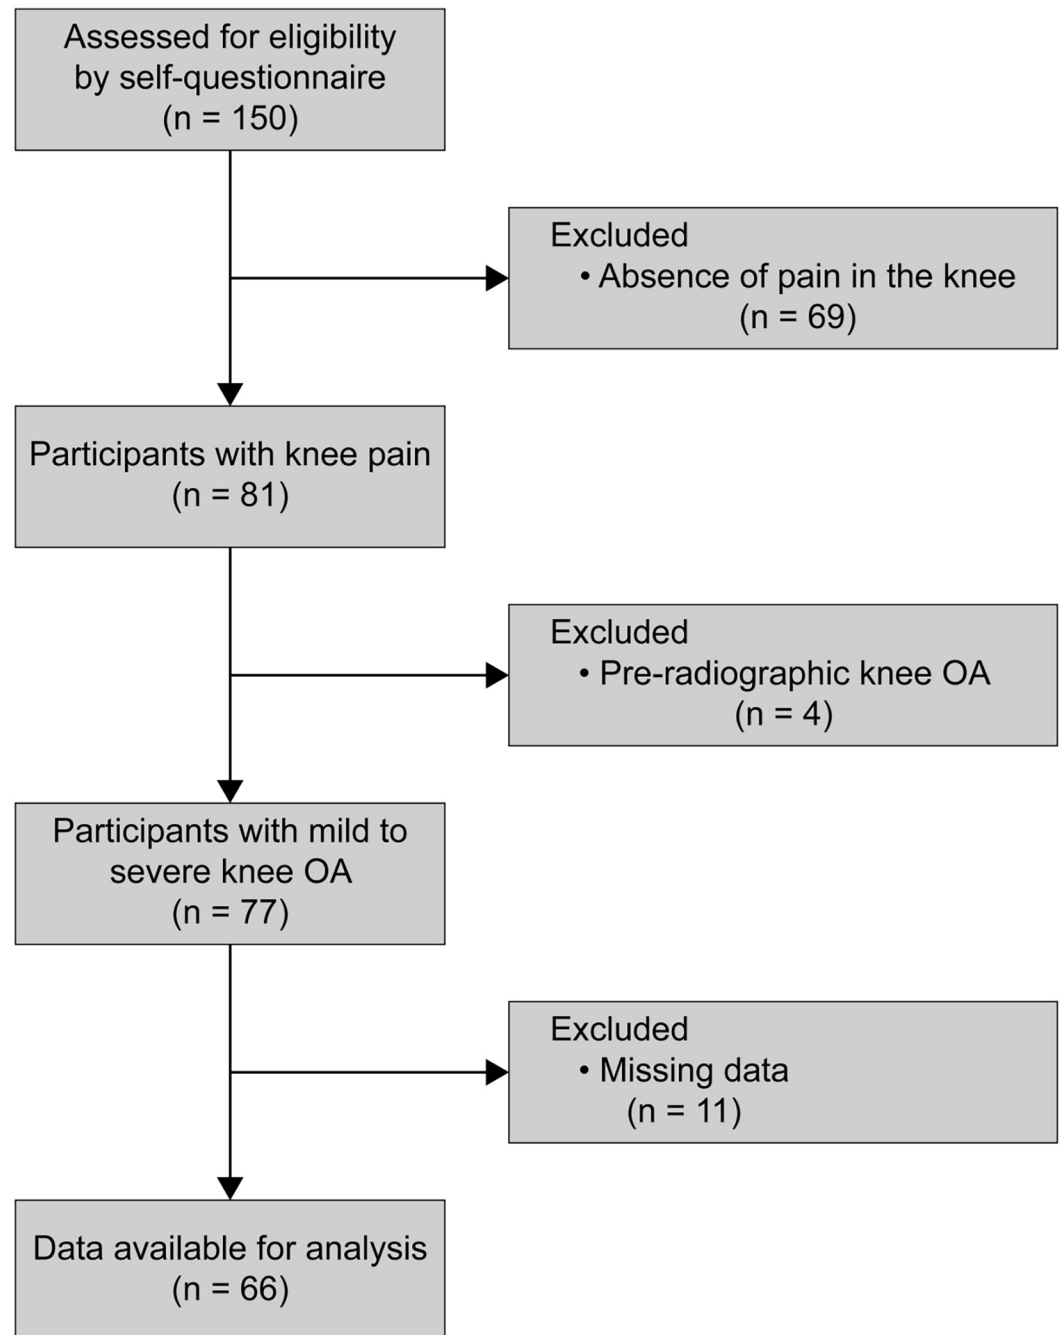 Assessed for eligibility
by self-questionnaire
(n = 150)
Excluded
• Absence of pain in the knee
(n = 69)
Participants with knee pain
(n = 81)
Excluded
• Pre-radiographic knee OA
(n = 4)
Participants with mild to
severe knee OA
(n = 77)
Excluded
• Missing data
(n = 11)
Data available for analysis
(n = 66)